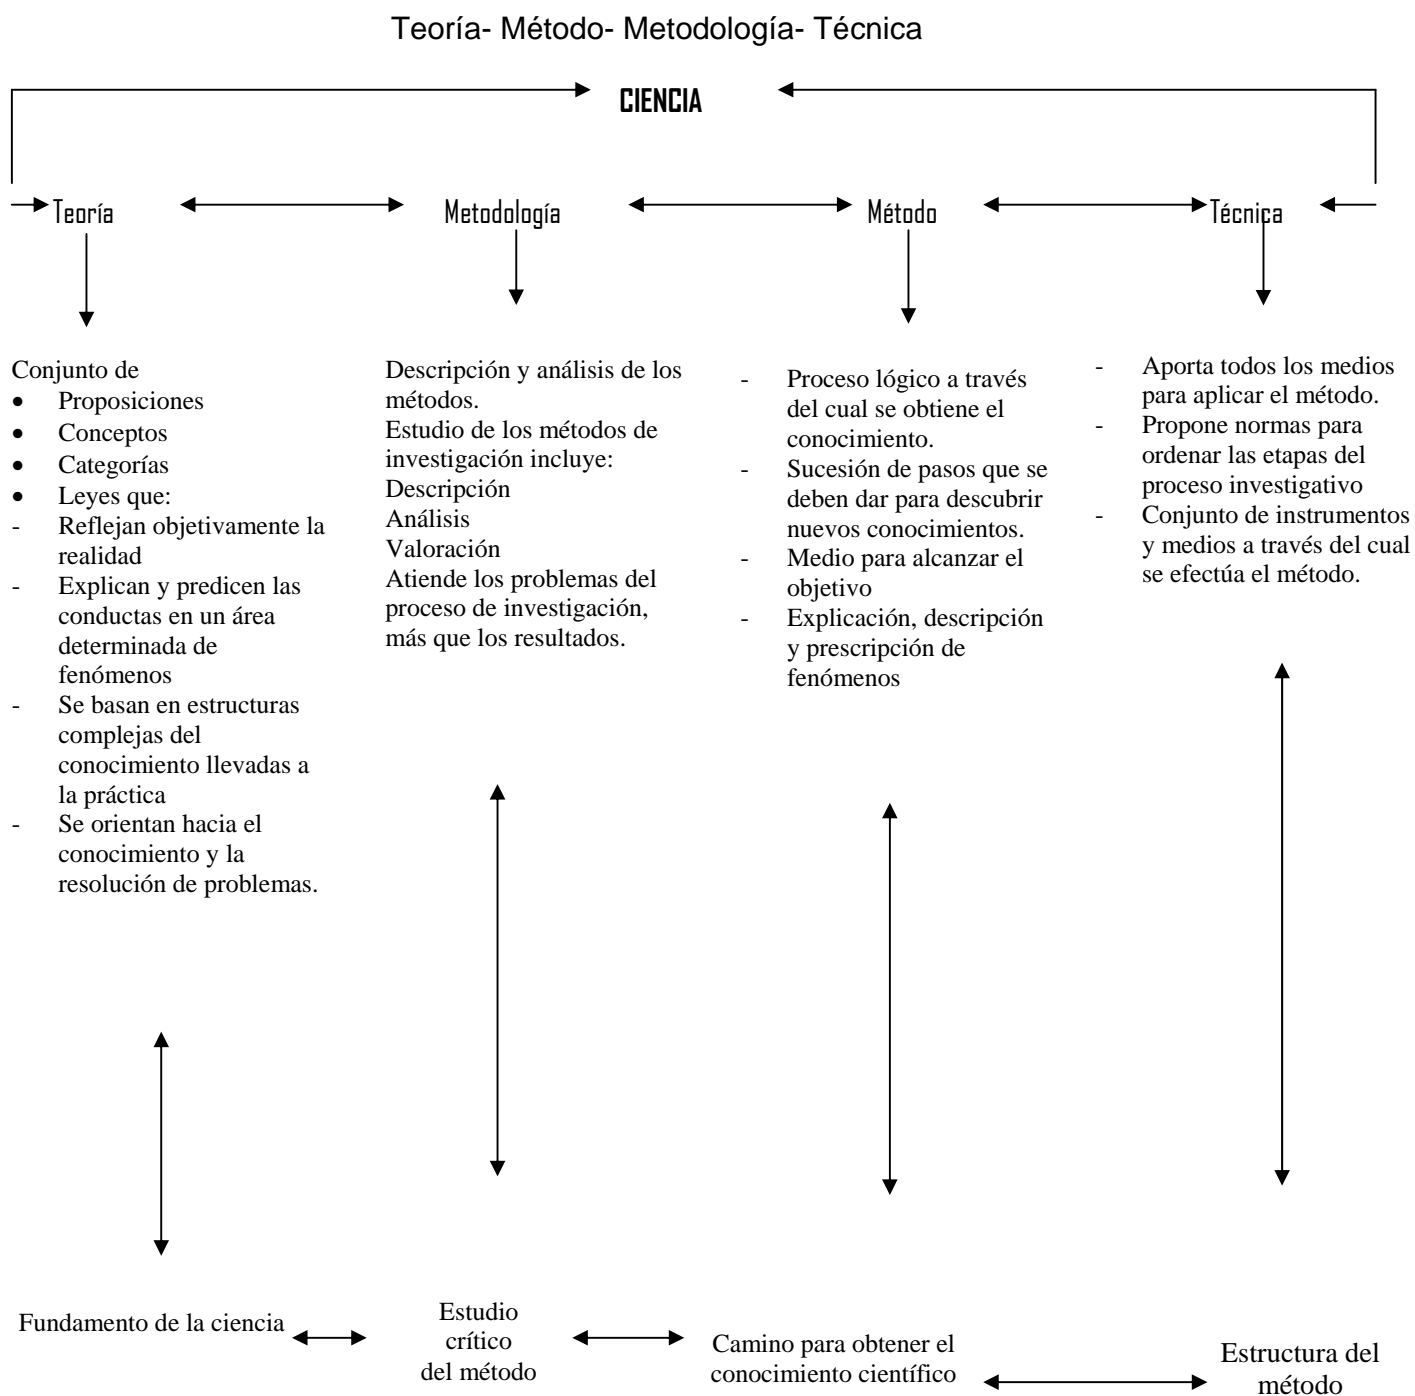 Teoría- Método- Metodología- Técnica
CIENCIA
Teoría
Metodología
Método
Técnica
Conjunto de
• Proposiciones
• Conceptos
• Categorías
• Leyes que:
- Reflejan objetivamente la
realidad
- Explican y predicen las
conductas en un área
determinada de
fenómenos
- Se basan en estructuras
complejas del
conocimiento llevadas a
la práctica
- Se orientan hacia el
conocimiento y la
resolución de problemas.
Descripción y análisis de los
métodos.
Estudio de los métodos de
investigación incluye:
Descripción
Análisis
Valoración
Atiende los problemas del
proceso de investigación,
más que los resultados.
- Proceso lógico a través
del cual se obtiene el
conocimiento.
- Sucesión de pasos que se
deben dar para descubrir
nuevos conocimientos.
- Medio para alcanzar el
objetivo
- Explicación, descripción
y prescripción de
fenómenos
- Aporta todos los medios
para aplicar el método.
- Propone normas para
ordenar las etapas del
proceso investigativo
- Conjunto de instrumentos
y medios a través del cual
se efectúa el método.
Fundamento de la ciencia
Estudio
crítico
del método
Camino para obtener el
conocimiento científico
Estructura del
método